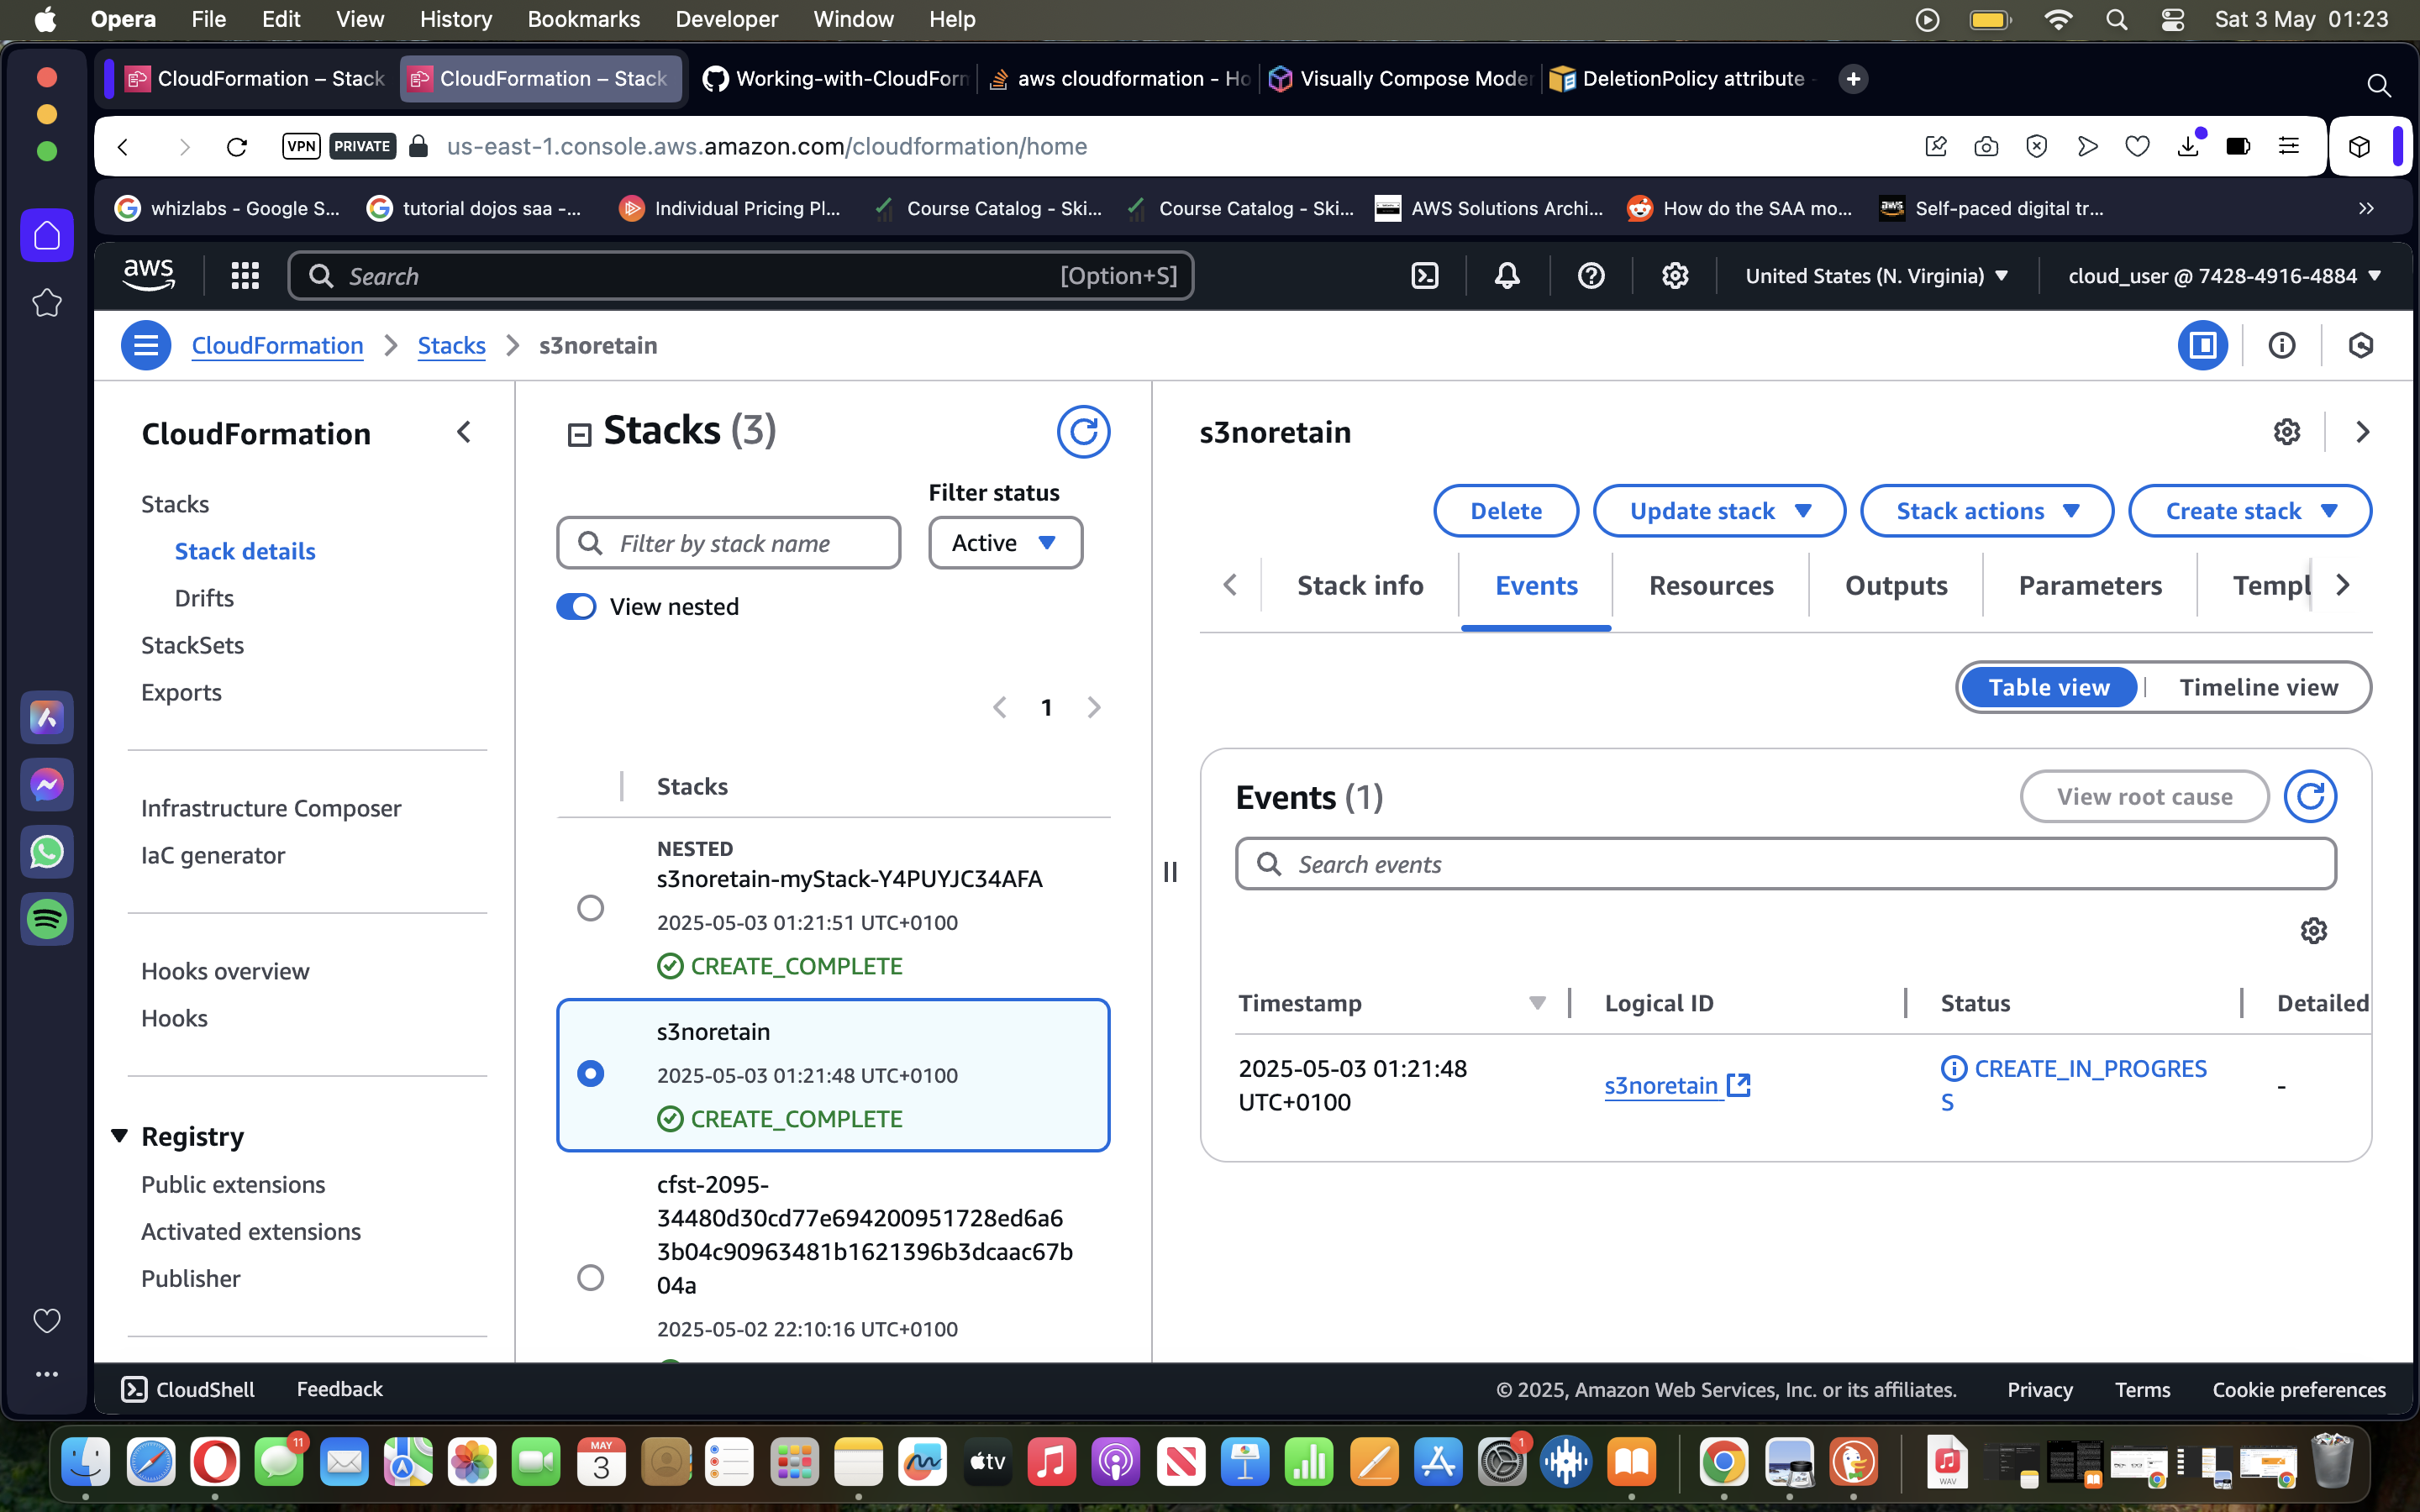 Opera File Edit View History Bookmarks Developer Window Help Sat 3 May 01:23
CloudFormation – Stack CloudFormation – Stack Working-with-CloudForm aws cloudformation - Ho Visually Compose Moder DeletionPolicy attribute -
VPN PRIVATE us-east-1.console.aws.amazon.com/cloudformation/home
whizlabs - Google S... tutorial dojos saa -... Individual Pricing Pl... Course Catalog - Ski... Course Catalog - Ski... AWS Solutions Archi... How do the SAA mo... Self-paced digital tr...
aws Search [Option+S] United States (N. Virginia) cloud_user @ 7428-4916-4884
CloudFormation Stacks s3noretain
CloudFormation
Stacks
Stack details
Drifts
StackSets
Exports
Infrastructure Composer
IaC generator
Hooks overview
Hooks
Registry
Public extensions
Activated extensions
Publisher
Stacks (3)
Filter status
Filter by stack name
Active
View nested
1
Stacks
NESTED
s3noretain-myStack-Y4PUYJC34AFA
2025-05-03 01:21:51 UTC+0100
CREATE_COMPLETE
s3noretain
2025-05-03 01:21:48 UTC+0100
CREATE_COMPLETE
cfst-2095-
34480d30cd77e694200951728ed6a6
3b04c90963481b1621396b3dcaac67b
04a
2025-05-02 22:10:16 UTC+0100
s3noretain
Delete Update stack Stack actions Create stack
Stack info Events Resources Outputs Parameters Templ
Table view Timeline view
Events (1)
View root cause
Search events
Timestamp Logical ID Status Detailed
2025-05-03 01:21:48
UTC+0100
s3noretain
CREATE_IN_PROGRES
S
-
CloudShell Feedback © 2025, Amazon Web Services, Inc. or its affiliates. Privacy Terms Cookie preferences
11
MAY
3
tv
1
WAV